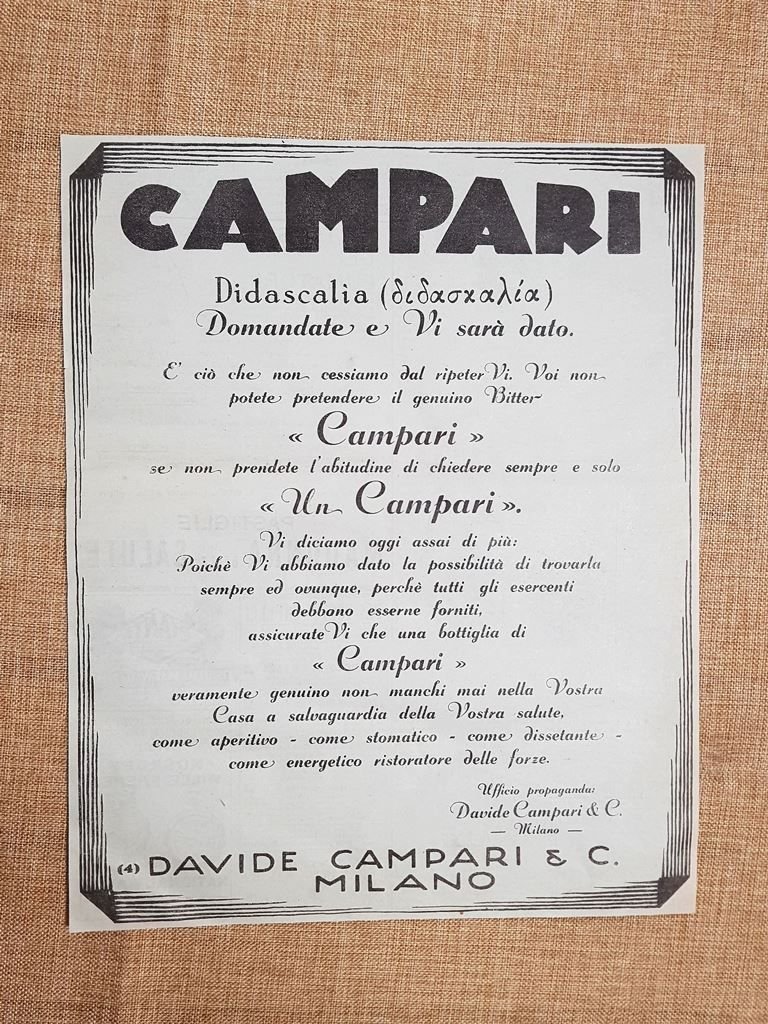 CAMPARI
Didascalia (διδασκαλία)
Domandate e Vi sarà dato.
E' ciò che non cessiamo dal ripeter Vi. Voi non
potete pretendere il genuino Bitter
« Campari »
se non prendete l'abitudine di chiedere sempre e solo
« Un Campari ».
Vi diciamo oggi assai di più:
Poichè Vi abbiamo dato la possibilità di trovarla
sempre ed ovunque, perchè tutti gli esercenti
debbono esserne forniti,
assicurate Vi che una bottiglia di
« Campari »
veramente genuino non manchi mai nella Vostra
Casa a salvaguardia della Vostra salute,
come aperitivo - come stomatico - come dissetante -
come energetico ristoratore delle forze.
Ufficio propaganda:
Davide Campari & C.
— Milano —
(4) DAVIDE CAMPARI & C.
MILANO